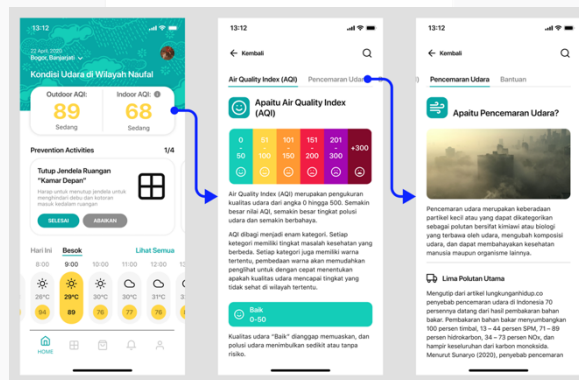 13:12
22 April, 2025
Bogor, Banjarjati
Kondisi Udara di Wilayah Naufal
Outdoor AQI:
89
Sedang
Indoor AQI:
68
Sedang
Prevention Activities
1/4
Tutup Jendela Ruangan
"Kamar Depan"
Harap untuk menutup jendela untuk
menghindari debu dan kotoran
masuk kedalam ruangan
SELESAI
ABAIKAN
Hari Ini
Besok
Lihat Semua
8:00
9:00
10:00
11:00
12:00
26°C
29°C
30°C
30°C
31°C
94
89
76
77
76
HOME
13:12
Kembali
Air Quality Index (AQI)
Pencemaran Udara
Apaitu Air Quality Index
(AQI)
0
-
50
51
-
100
101
-
150
151
-
200
201
-
300
+300
Air Quality Index (AQI) merupakan pengukuran
kualitas udara dari angka 0 hingga 500. Semakin
besar nilai AQI, semakin besar tingkat polusi
udara dan semakin berbahaya.
AQI dibagi menjadi enam kategori. Setiap
kategori memiliki tingkat masalah kesehatan yang
berbeda. Setiap kategori juga memiliki warna
tertentu, pembedaan warna akan memudahkan
penglihat untuk dengan cepat menentukan
apakah kualitas udara mencapai tingkat yang
tidak sehat di wilayah tertentu.
Baik
0-50
Kualitas udara "Baik" dianggap memuaskan, dan
polusi udara menimbulkan sedikit atau tanpa
risiko.
13:12
Kembali
Pencemaran Udara
Bantuan
Apaitu Pencemaran Udara?
Pencemaran udara merupakan keberadaan
partikel kecil atau yang dapat dikategorikan
sebagai polutan bersifat kimiawi atau biologi
yang terbawa oleh udara, mengubah komposisi
udara, dan dapat membahayakan kesehatan
manusia maupun organisme lainnya.
Lima Polutan Utama
Mengutip dari artikel lungkunganhidup.co
penyebab pencemaran udara di Indonesia 70
persennya datang dari hasil pembakaran bahan
bakar. Pembakaran bahan bakar menyumbangkan
100 persen timbal, 13 – 44 persen SPM, 71 – 89
persen hidrokarbon, 34 – 73 persen NOx, dan
hampir keseluruhan dari karbon monoksida.
Menurut Sunaryo (2020), penyebab pencemaran